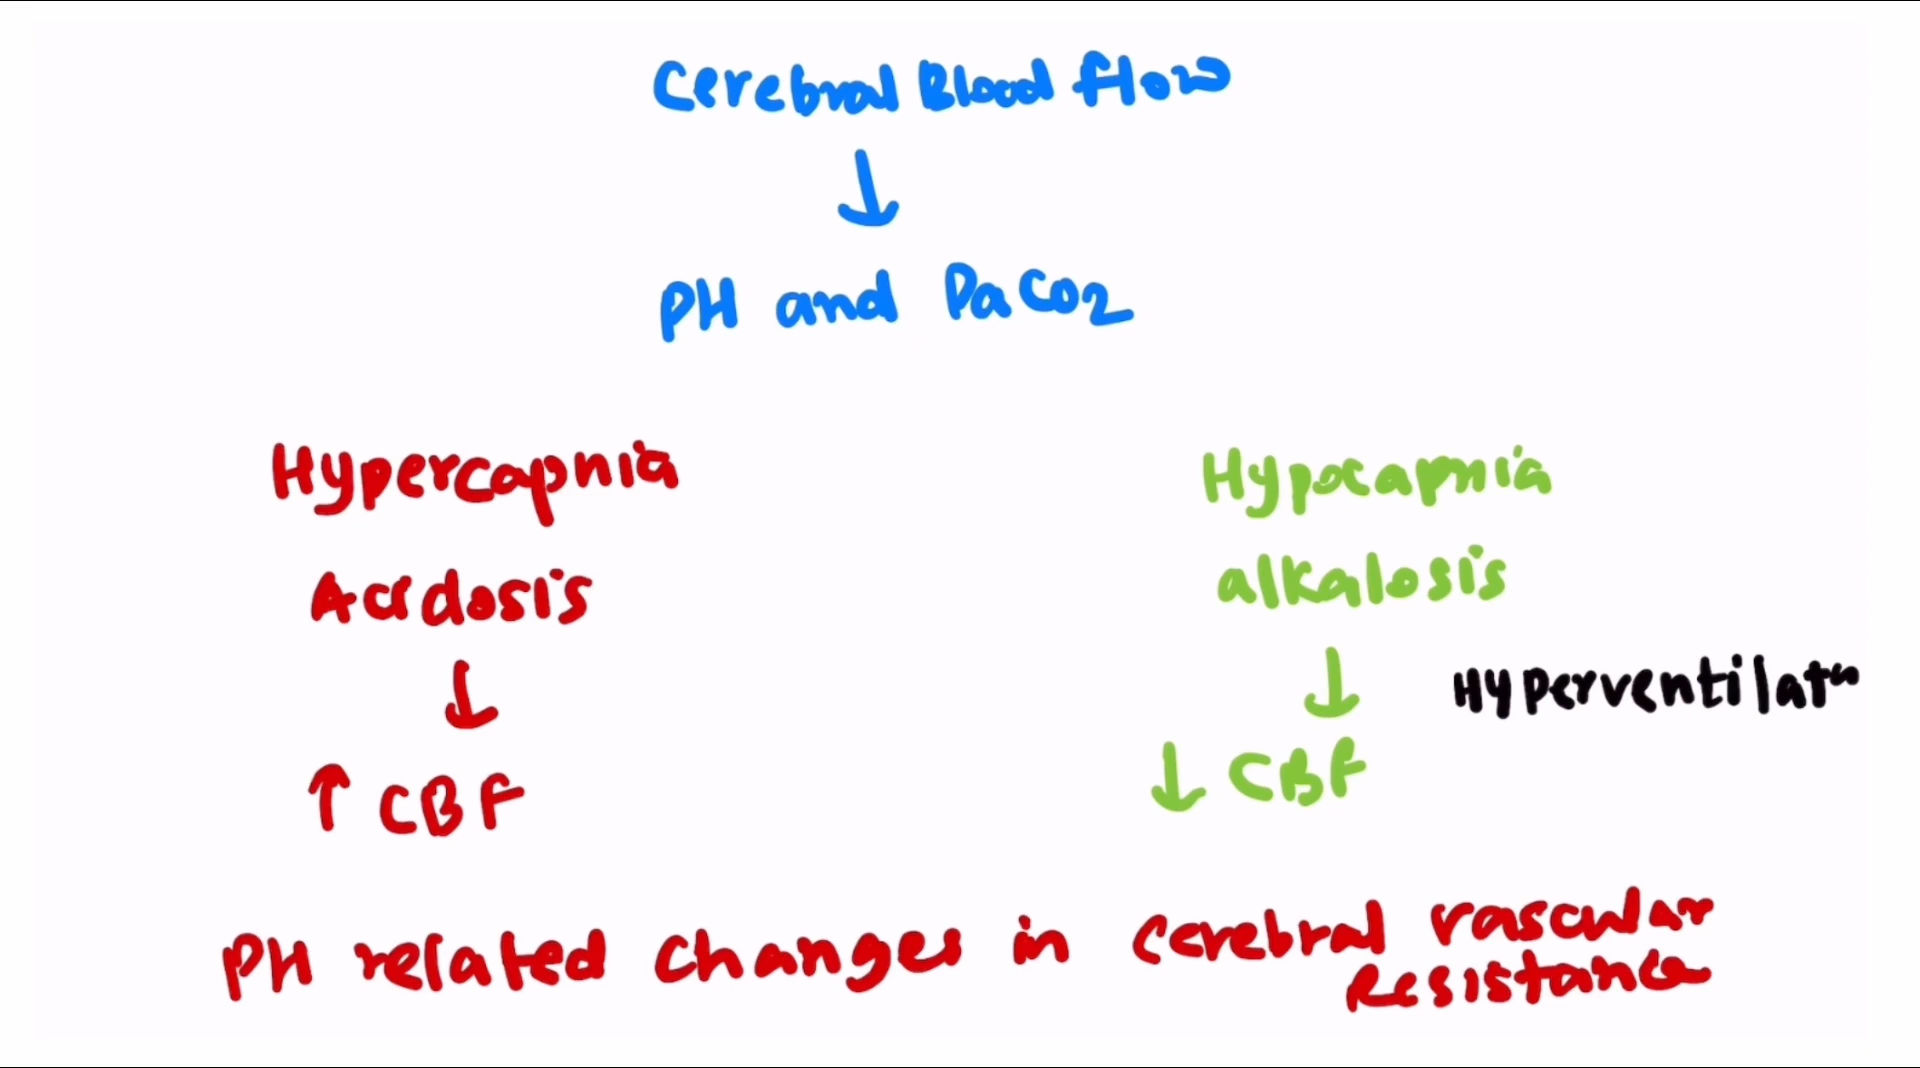 Cerebral Blood flow
↓
PH and PaCO2
Hypercapnia
Acidosis
↓
↑ CBF
Hypocapnia
alkalosis
↓
Hyperventilatn
↓ CBF
PH related changes in cerebral vascular
Resistance